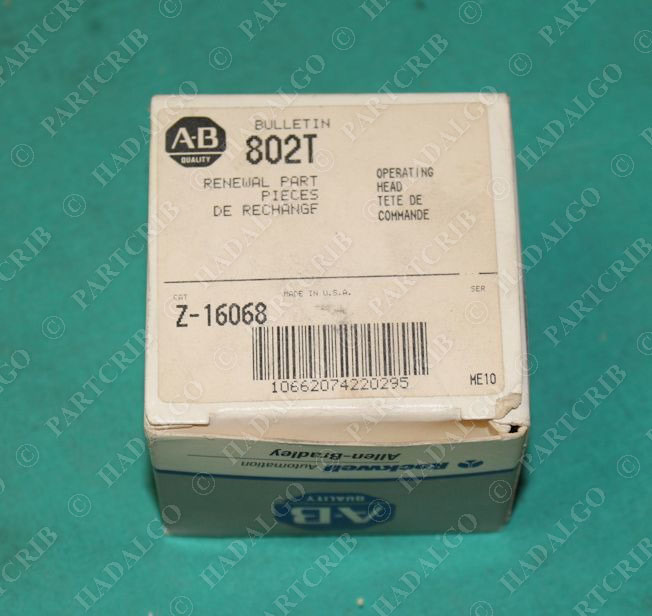 A-B
QUALITY
BULLETIN
802T
RENEWAL PART
PIECES
DE RECHANGE
OPERATING
HEAD
TETE DE
COMMANDE
CAT
MADE IN U.S.A.
SER
Z-16068
10662074220295
ME10
Rockwell Automation
Allen-Bradley
A-B
QUALITY
© PARTCRIB
© HADALGO